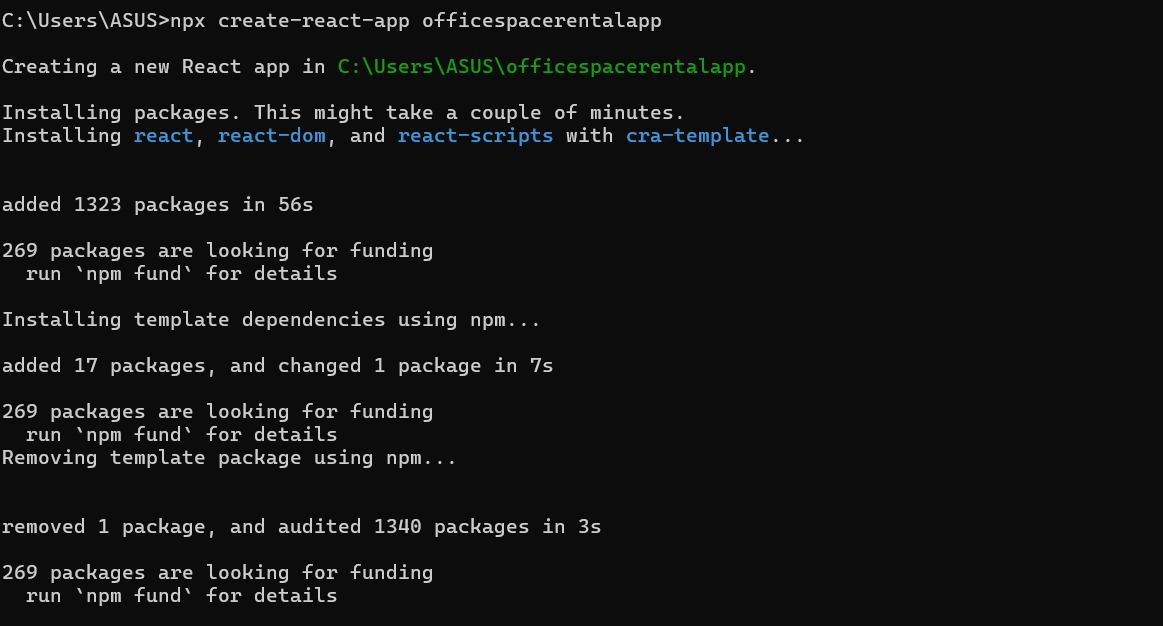 C:\Users\ASUS>npx create-react-app officespacerentalapp
Creating a new React app in C:\Users\ASUS\officespacerentalapp.
Installing packages. This might take a couple of minutes.
Installing react, react-dom, and react-scripts with cra-template...
added 1323 packages in 56s
269 packages are looking for funding
  run `npm fund` for details
Installing template dependencies using npm...
added 17 packages, and changed 1 package in 7s
269 packages are looking for funding
  run `npm fund` for details
Removing template package using npm...
removed 1 package, and audited 1340 packages in 3s
269 packages are looking for funding
  run `npm fund` for details